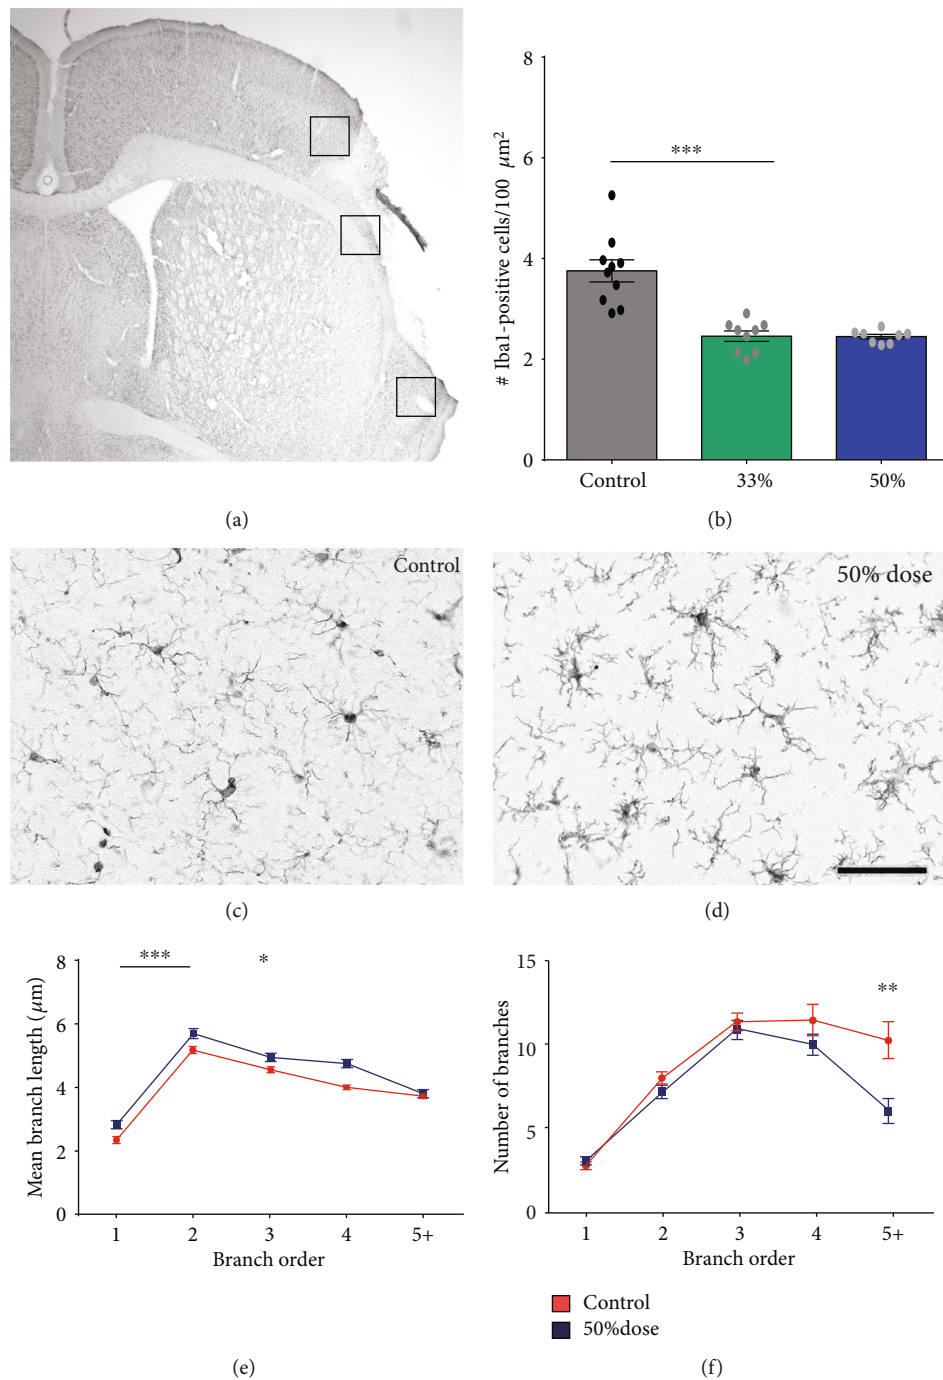 (a)
8
6
4
2
0
# Iba1-positive cells/100 μm²
***
Control 33% 50%
(b)
Control
(c)
50% dose
(d)
8
6
4
2
0
Mean branch length (μm)
*** *
1 2 3 4 5+
Branch order
(e)
15
10
5
0
Number of branches
**
1 2 3 4 5+
Branch order
Control
50%dose
(f)